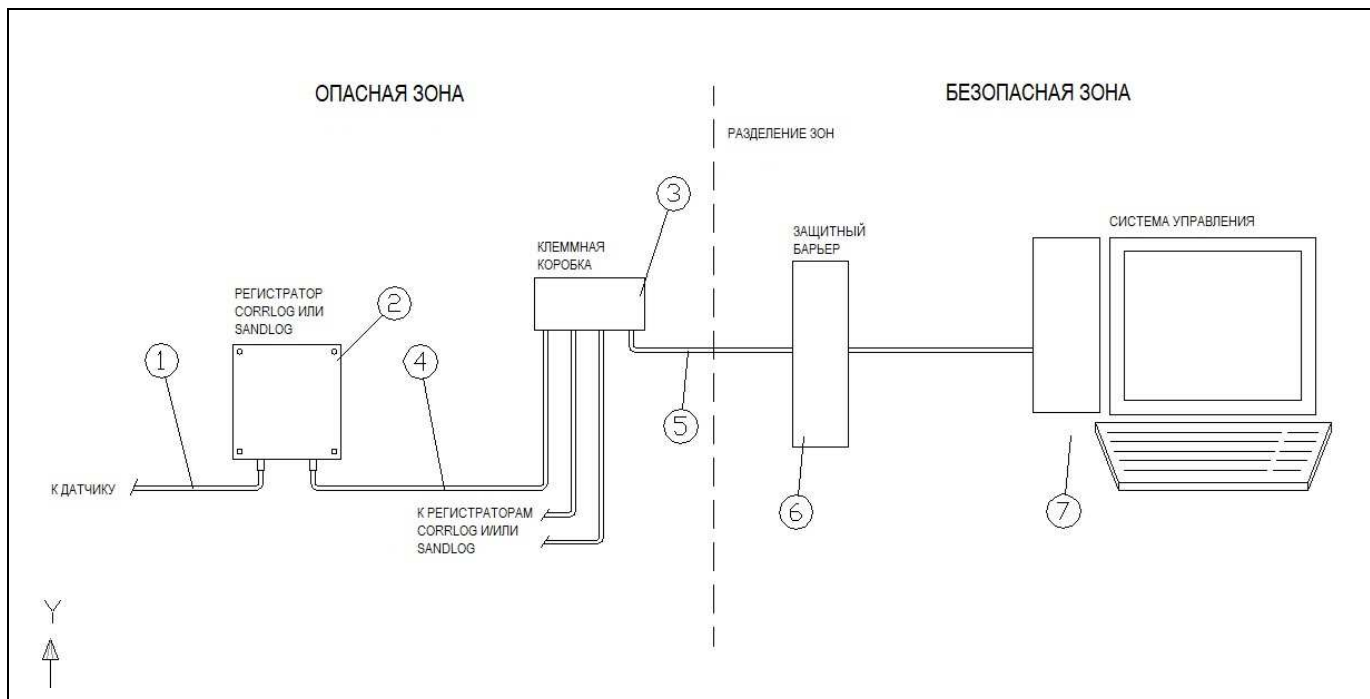 ОПАСНАЯ ЗОНА
БЕЗОПАСНАЯ ЗОНА
РАЗДЕЛЕНИЕ ЗОН
3
СИСТЕМА УПРАВЛЕНИЯ
ЗАЩИТНЫЙ
БАРЬЕР
КЛЕММНАЯ
КОРОБКА
РЕГИСТРАТОР
CORRLOG ИЛИ
SANDLOG
2
1
4
5
К ДАТЧИКУ
К РЕГИСТРАТОРАМ
CORRLOG И/ИЛИ
SANDLOG
6
7
Y